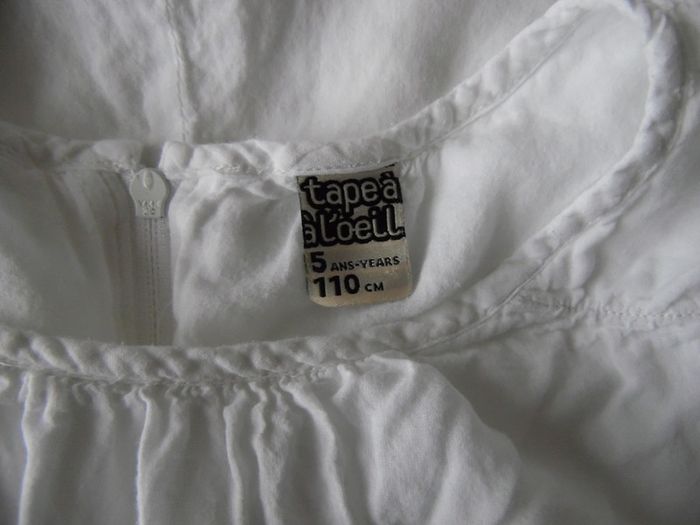 tape à
à l'oeil
5 ANS-YEARS
110 CM